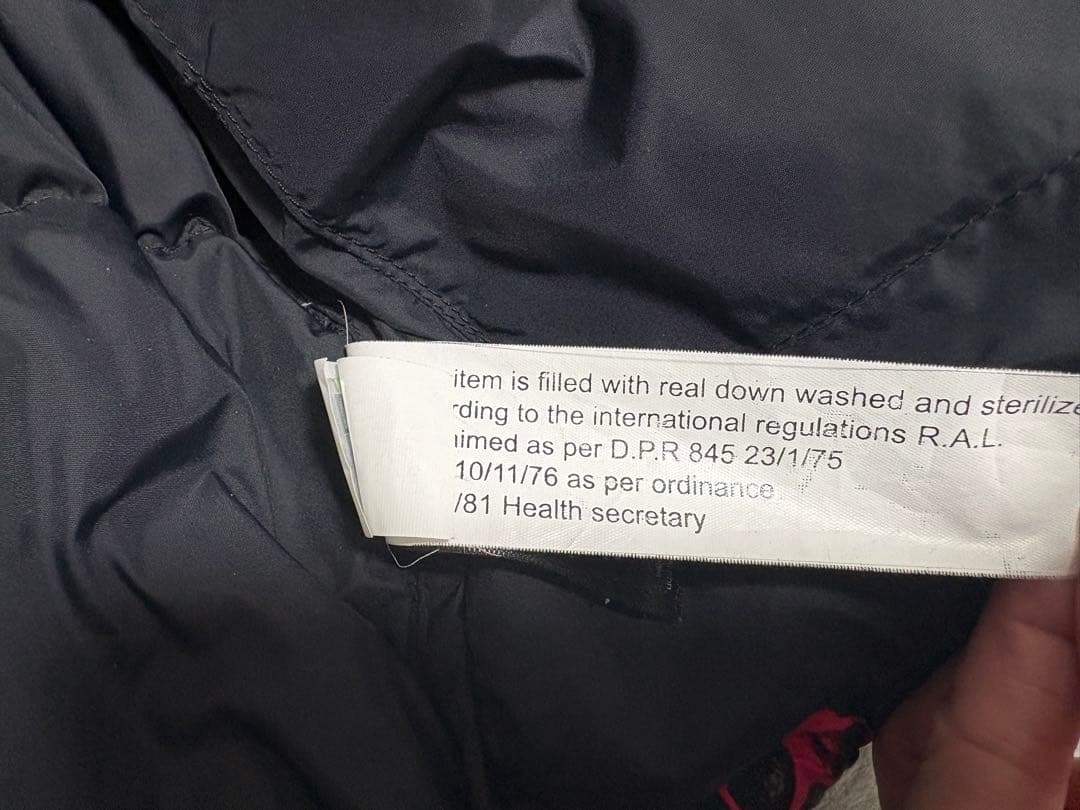 item is filled with real down washed and sterilize
rding to the international regulations R.A.L.
imed as per D.P.R 845 23/1/75
10/11/76 as per ordinance
/81 Health secretary